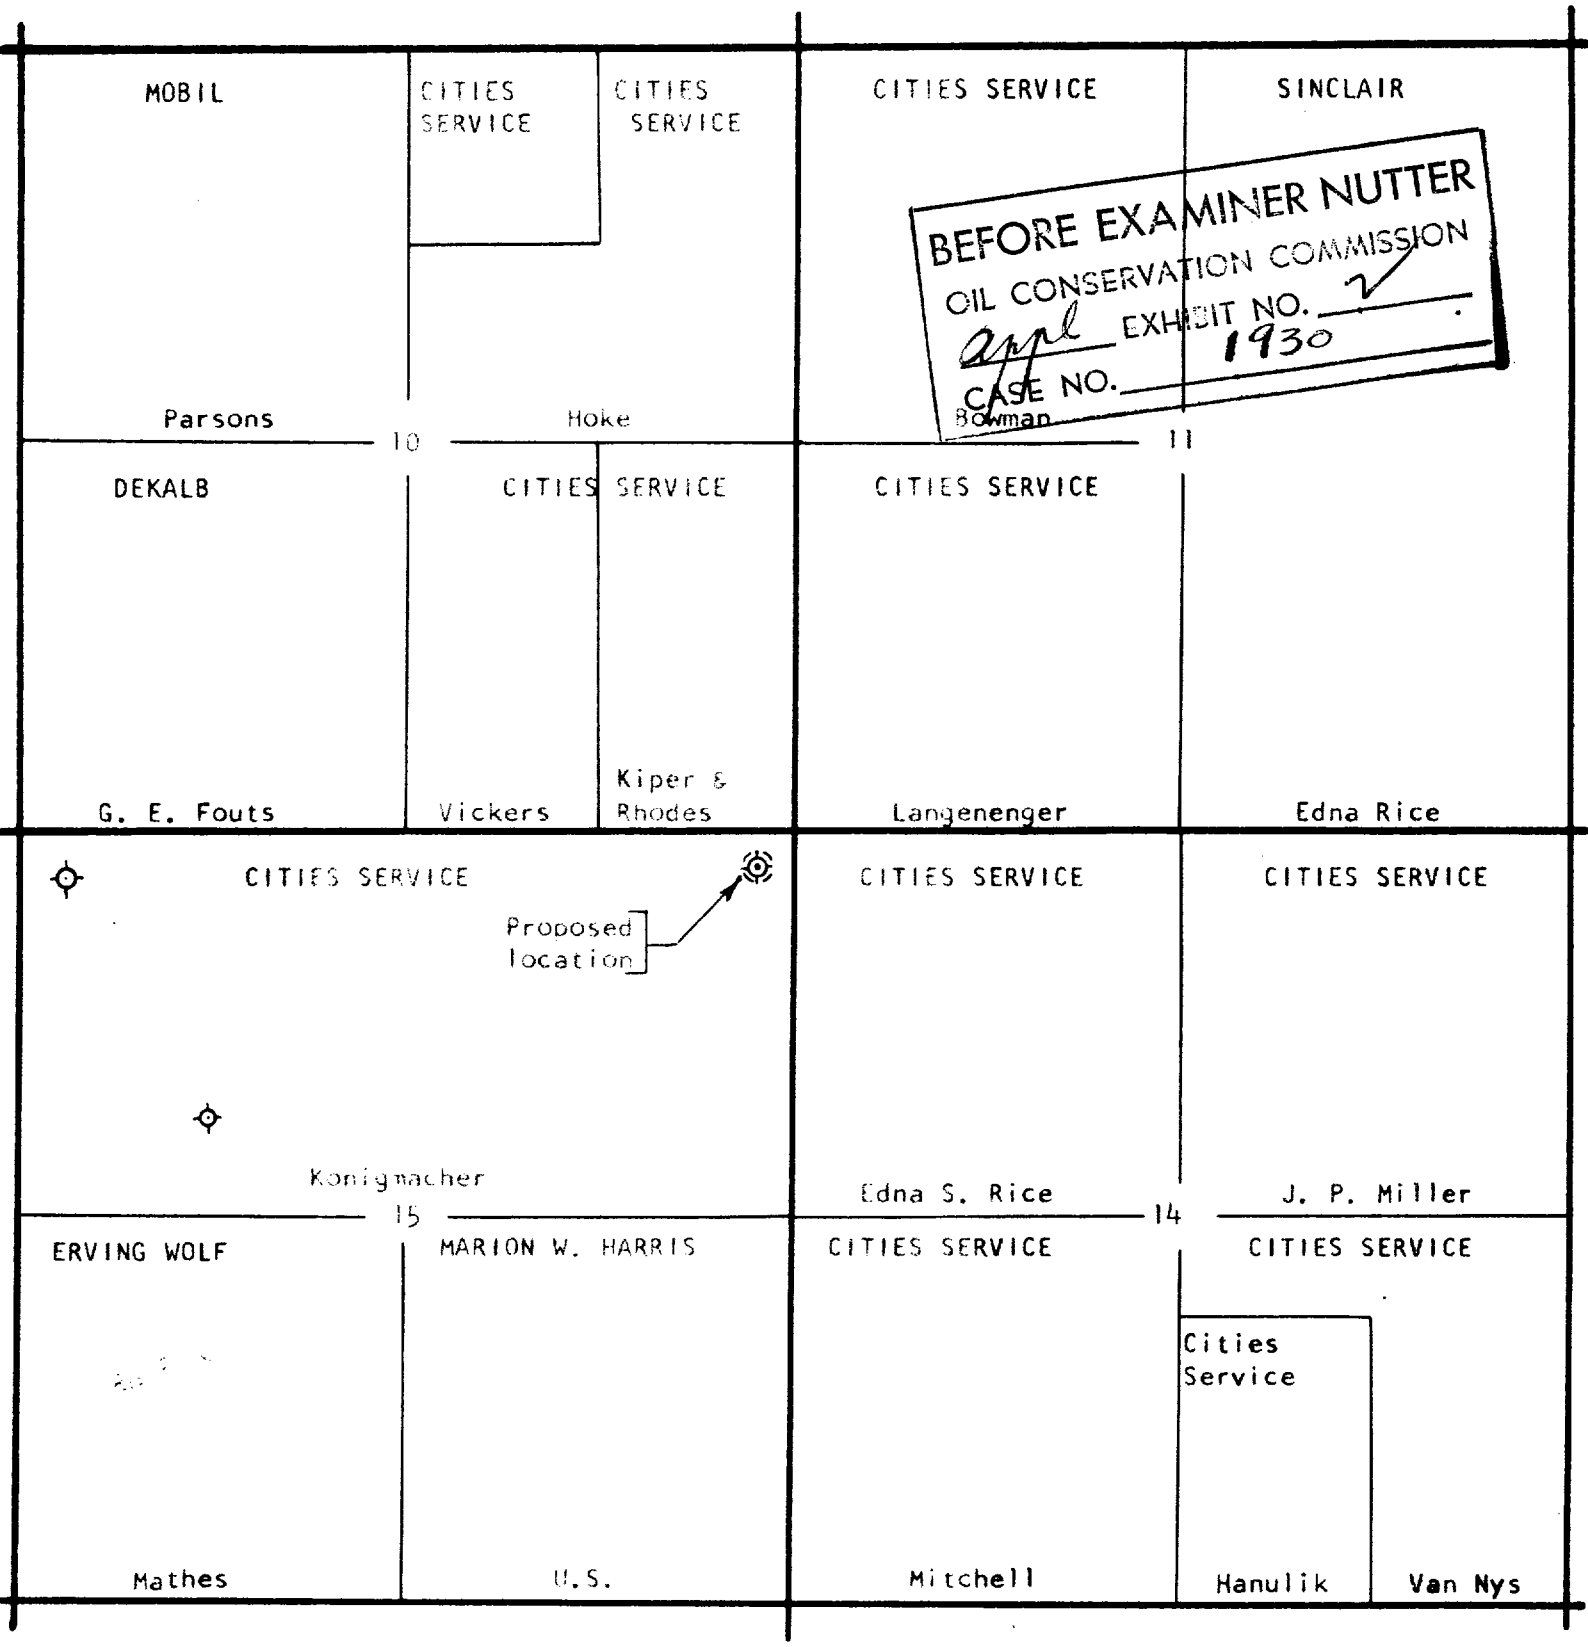 MOBIL
CITIES
SERVICE
CITIES
SERVICE
CITIES SERVICE
SINCLAIR
BEFORE EXAMINER NUTTER
OIL CONSERVATION COMMISSION
appl EXHIBIT NO. 2
CASE NO. 1930
Parsons
Hoke
Bowman
10
11
DEKALB
CITIES SERVICE
CITIES SERVICE
G. E. Fouts
Vickers
Kiper &
Rhodes
Langenenger
Edna Rice
CITIES SERVICE
Proposed
location
CITIES SERVICE
CITIES SERVICE
Konigmacher
Edna S. Rice
J. P. Miller
15
14
ERVING WOLF
MARION W. HARRIS
CITIES SERVICE
CITIES SERVICE
Cities
Service
Mathes
U.S.
Mitchell
Hanulik
Van Nys